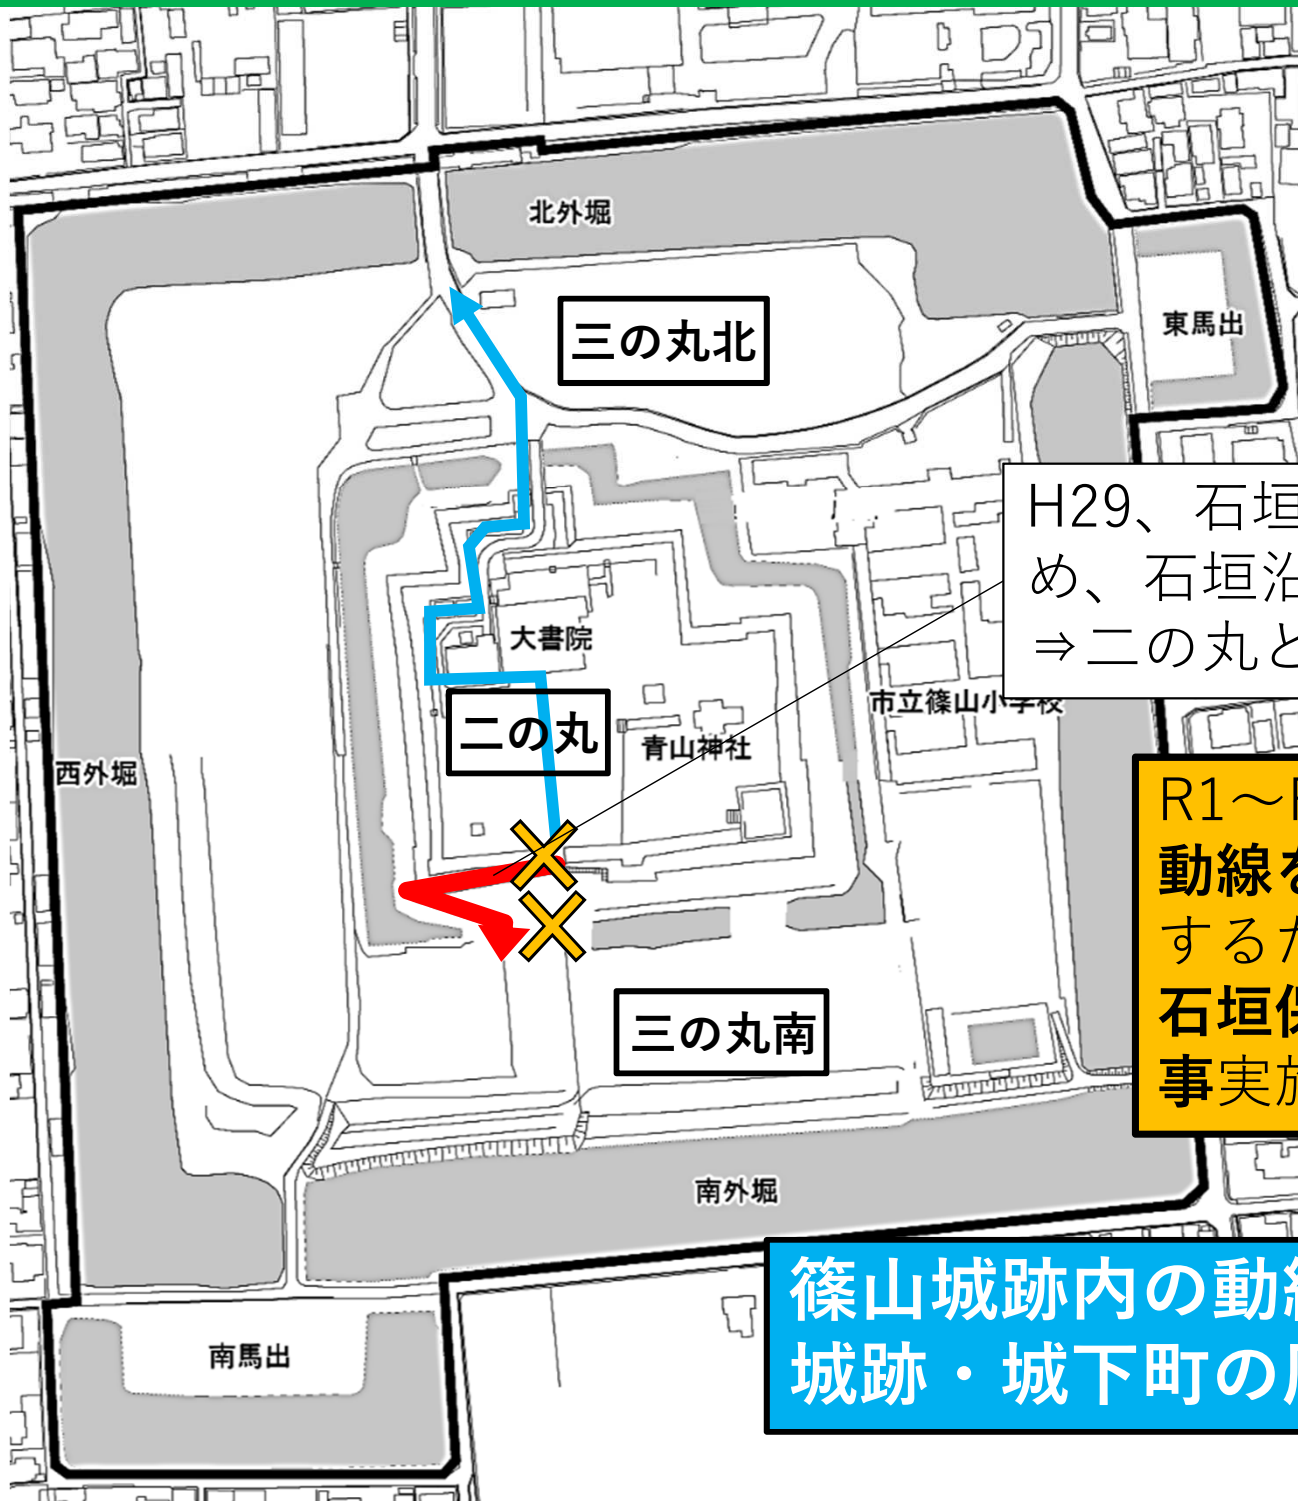 北外堀
三の丸北
東馬出
H29、石垣
め、石垣沿
⇒二の丸と
大書院
市立篠山小学校
二の丸
青山神社
西外堀
R1～
動線を
するた
石垣保
事実施
三の丸南
南外堀
篠山城跡内の動線
城跡・城下町の
南馬出